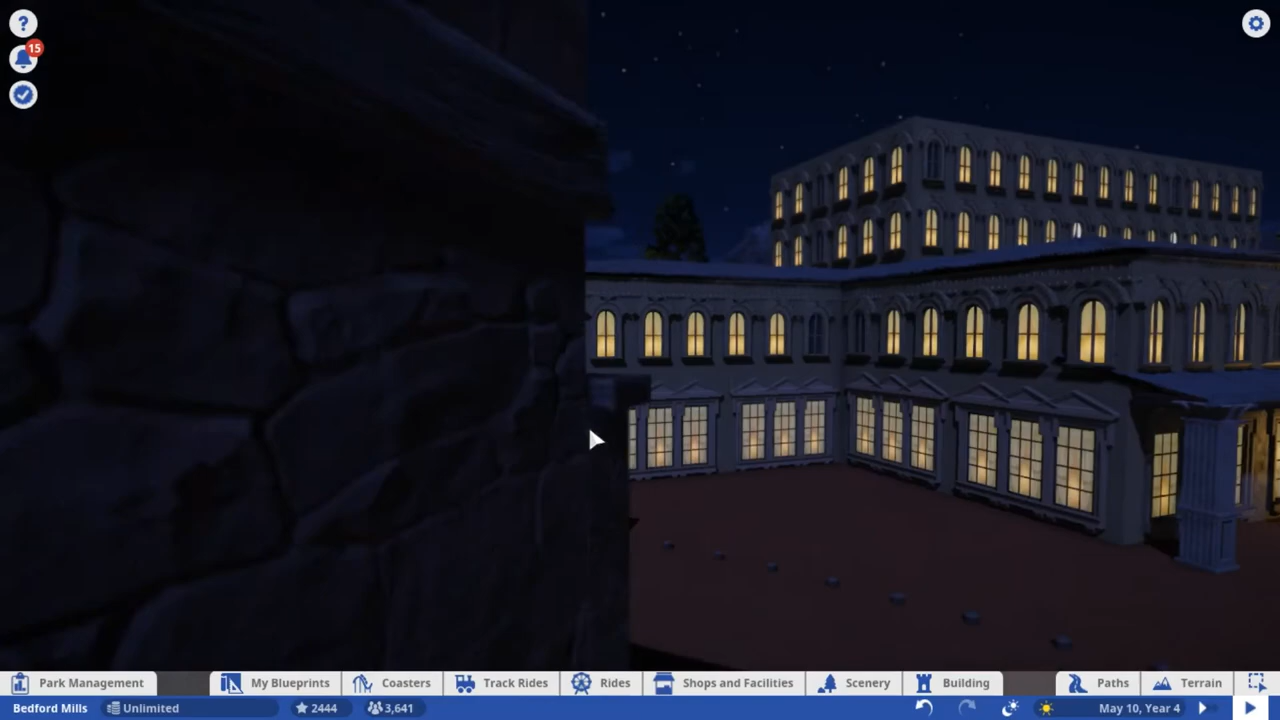 ?
15
Park Management
My Blueprints
Coasters
Track Rides
Rides
Shops and Facilities
Scenery
Building
Paths
Terrain
Bedford Mills
Unlimited
2444
3,641
May 10, Year 4